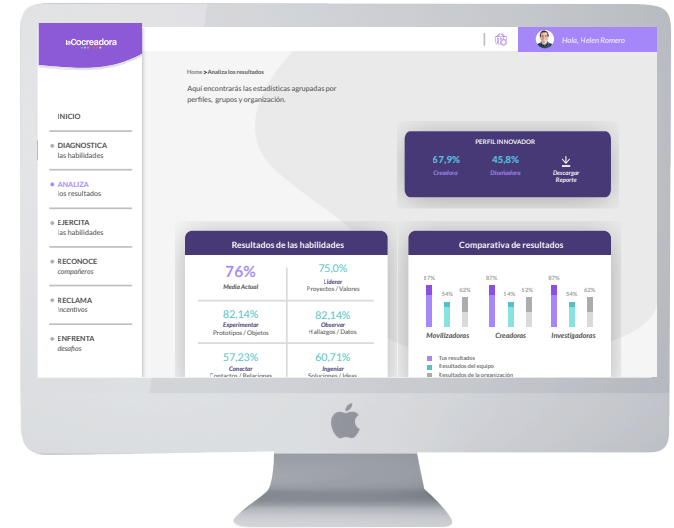 laCocreadora
Hola, Helen Romero
Home > Analiza los resultados
Aquí encontrarás las estadísticas agrupadas por
perfiles, grupos y organización.
INICIO
DIAGNOSTICA
las habilidades
ANALIZA
los resultados
EJERCITA
las habilidades
RECONOCE
compañeros
RECLAMA
incentivos
ENFRENTA
desafíos
PERFIL INNOVADOR
67,9%
Creadora
45,8%
Diseñadora
Descargar
Reporte
Resultados de las habilidades
76%
Media Actual
75,0%
Liderar
Proyectos / Valores
82,14%
Experimentar
Prototipos / Objetos
82,14%
Observar
Hallazgos / Datos
57,23%
Conectar
Contactos / Relaciones
60,71%
Ingeniar
Soluciones / Ideas
Comparativa de resultados
87% 54% 62%
87% 54% 62%
87% 54% 62%
Movilizadoras
Creadoras
Investigadoras
Tus resultados
Resultados del equipo
Resultados de la organización